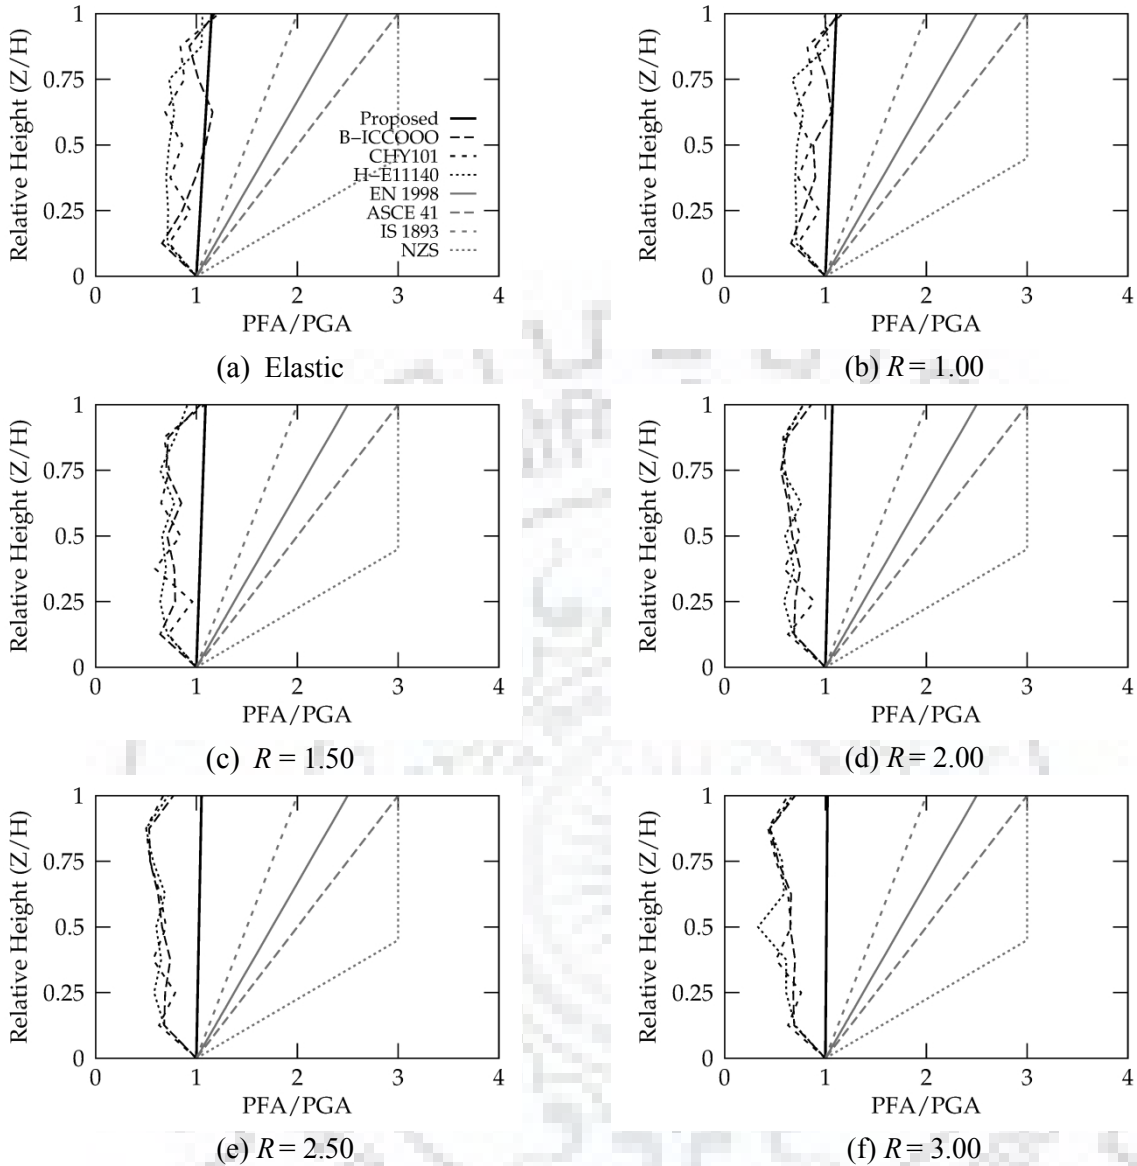 Relative Height (Z/H)
1
0.75
0.5
0.25
0
Proposed
B-ICCOOO
CHY101
H-E11140
EN 1998
ASCE 41
IS 1893
NZS
0 1 2 3 4
PFA/PGA
(a) Elastic
Relative Height (Z/H)
1
0.75
0.5
0.25
0
0 1 2 3 4
PFA/PGA
(b) R = 1.00
Relative Height (Z/H)
1
0.75
0.5
0.25
0
0 1 2 3 4
PFA/PGA
(c) R = 1.50
Relative Height (Z/H)
1
0.75
0.5
0.25
0
0 1 2 3 4
PFA/PGA
(d) R = 2.00
Relative Height (Z/H)
1
0.75
0.5
0.25
0
0 1 2 3 4
PFA/PGA
(e) R = 2.50
Relative Height (Z/H)
1
0.75
0.5
0.25
0
0 1 2 3 4
PFA/PGA
(f) R = 3.00